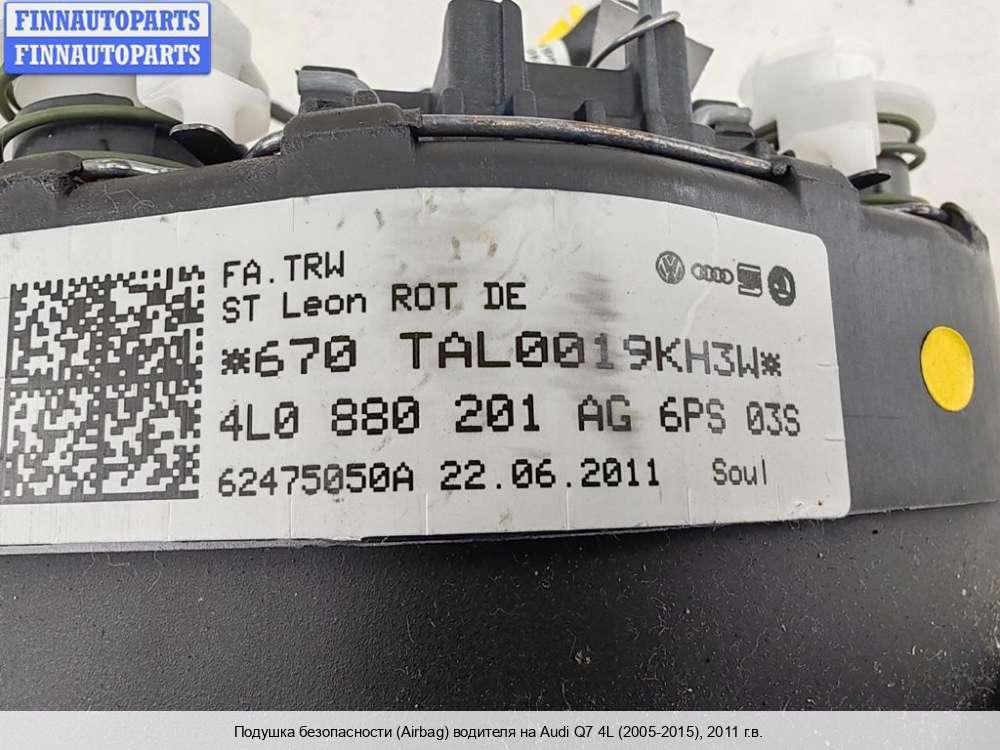 FINNAUTOPARTS
FINNAUTOPARTS
FA.TRW
ST Leon ROT DE
*670 TAL0019KH3W*
4L0 880 201 AG 6PS 03S
62475050A 22.06.2011 Soul
Подушка безопасности (Airbag) водителя на Audi Q7 4L (2005-2015), 2011 г.в.